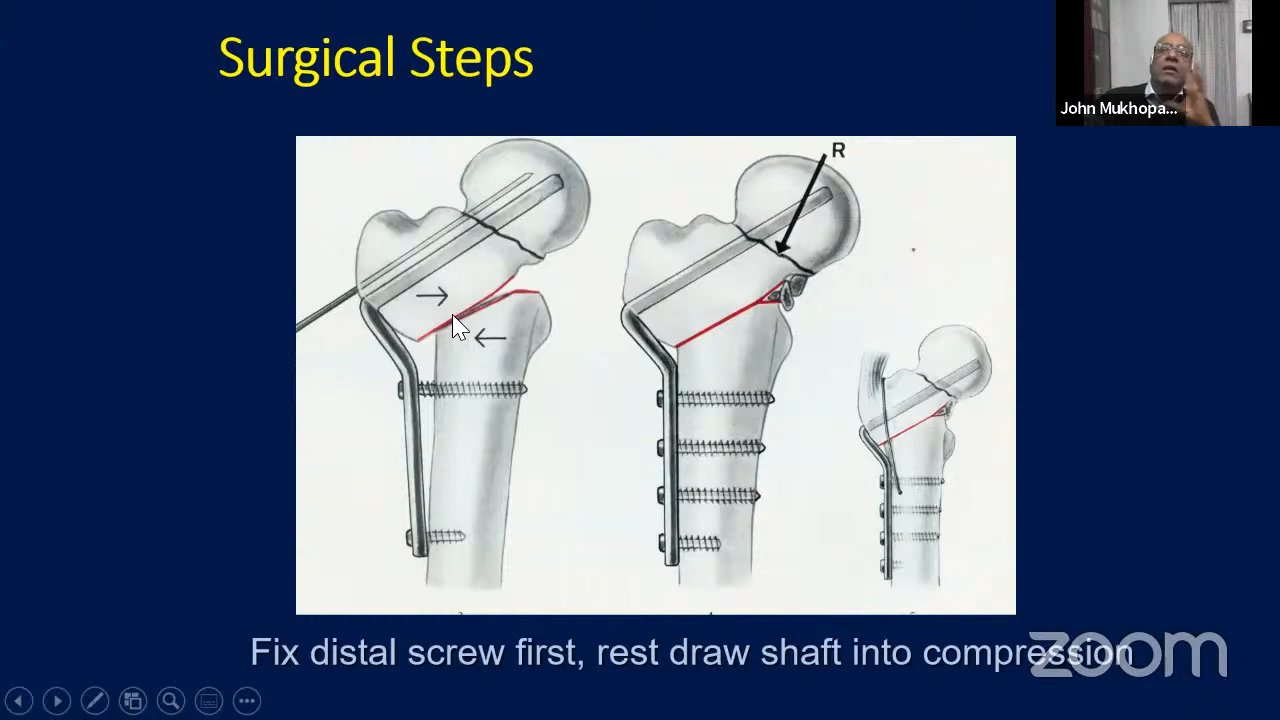 Surgical Steps
John Mukhopa...
R
Fix distal screw first, rest draw shaft into compression
zoom